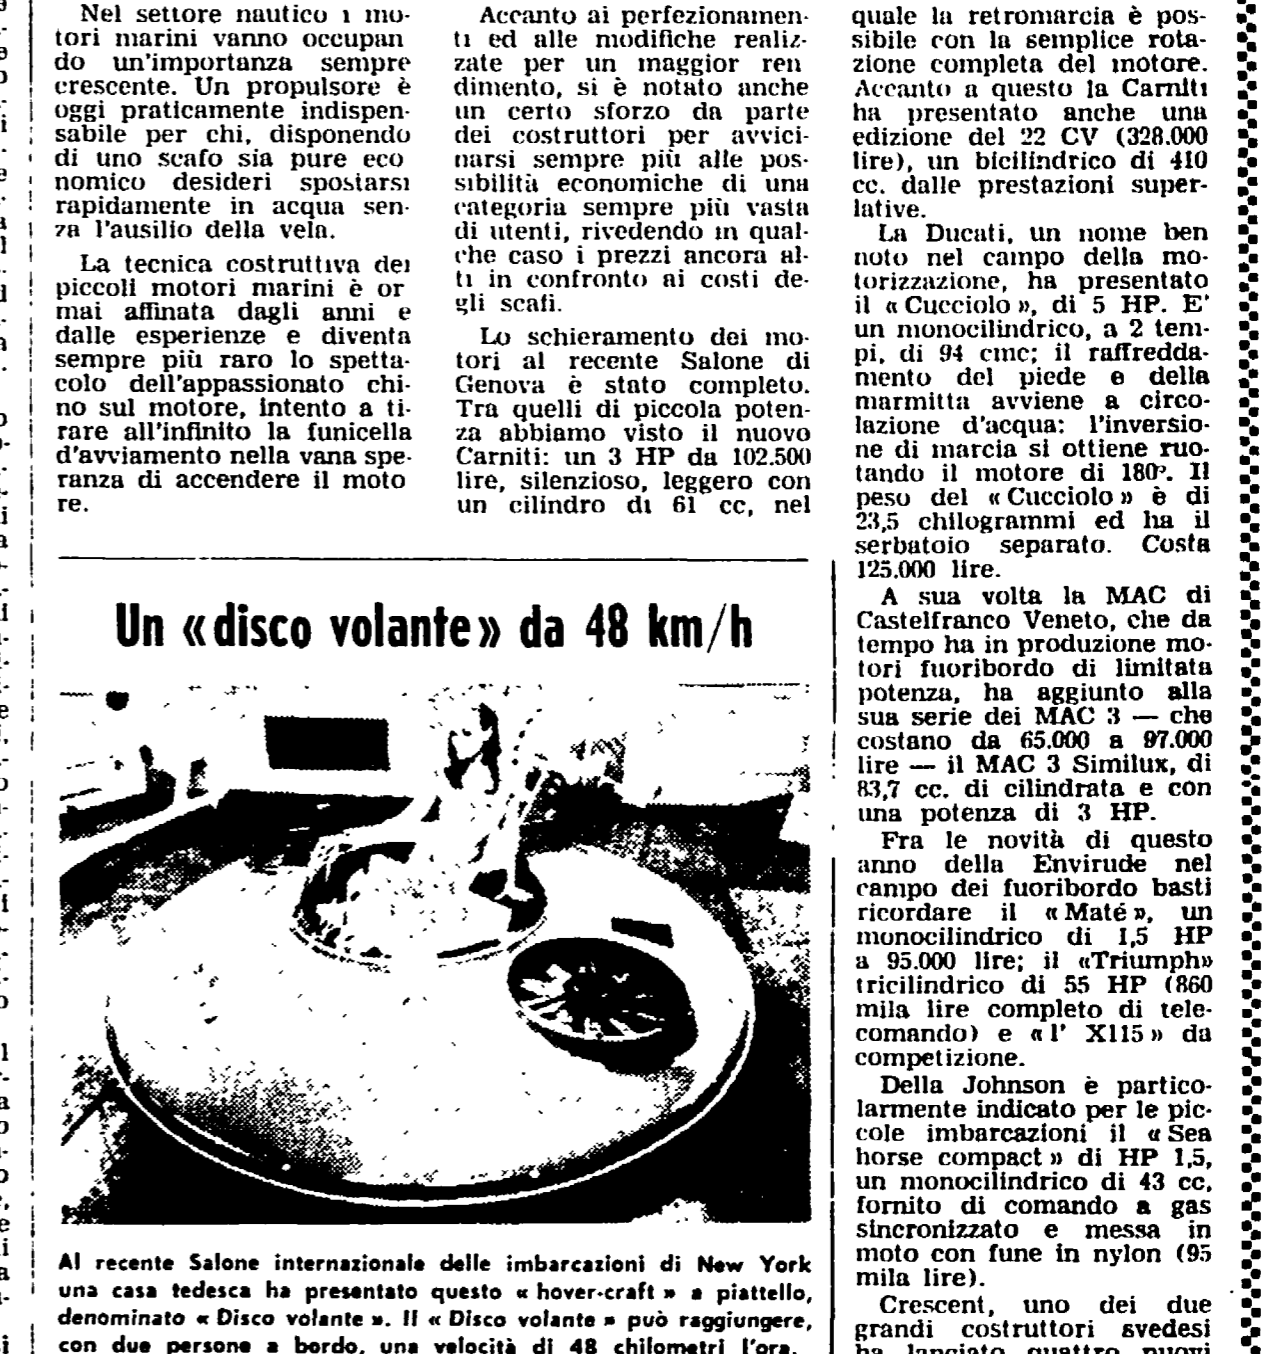 Nel settore nautico i mo-
tori marini vanno occupan
do un'importanza sempre
crescente. Un propulsore è
oggi praticamente indispen-
sabile per chi, disponendo
di uno scafo sia pure eco
nomico desideri spostarsi
rapidamente in acqua sen-
za l'ausilio della vela.
La tecnica costruttiva dei
piccoli motori marini è or
mai affinata dagli anni e
dalle esperienze e diventa
sempre più raro lo spetta-
colo dell'appassionato chi-
no sul motore, intento a ti-
rare all'infinito la funicella
d'avviamento nella vana spe-
ranza di accendere il moto
re.
Accanto ai perfezionamen-
ti ed alle modifiche realiz-
zate per un maggior ren
dimento, si è notato anche
un certo sforzo da parte
dei costruttori per avvici-
narsi sempre più alle pos-
sibilità economiche di una
categoria sempre più vasta
di utenti, rivedendo in qual-
che caso i prezzi ancora al-
ti in confronto ai costi de-
gli scafi.
Lo schieramento dei mo-
tori al recente Salone di
Genova è stato completo.
Tra quelli di piccola poten-
za abbiamo visto il nuovo
Carniti: un 3 HP da 102.500
lire, silenzioso, leggero con
un cilindro di 61 cc, nel
quale la retromarcia è pos-
sibile con la semplice rota-
zione completa del motore.
Accanto a questo la Carniti
ha presentato anche una
edizione del 22 CV (328.000
lire), un bicilindrico di 410
cc. dalle prestazioni super-
lative.
La Ducati, un nome ben
noto nel campo della mo-
torizzazione, ha presentato
il « Cucciolo », di 5 HP. E'
un monocilindrico, a 2 tem-
pi, di 94 cmc; il raffredda-
mento del piede e della
marmitta avviene a circo-
lazione d'acqua: l'inversio-
ne di marcia si ottiene ruo-
tando il motore di 180°. Il
peso del « Cucciolo » è di
23,5 chilogrammi ed ha il
serbatoio separato. Costa
125.000 lire.
A sua volta la MAC di
Castelfranco Veneto, che da
tempo ha in produzione mo-
tori fuoribordo di limitata
potenza, ha aggiunto alla
sua serie dei MAC 3 — che
costano da 65.000 a 97.000
lire — il MAC 3 Similux, di
83,7 cc. di cilindrata e con
una potenza di 3 HP.
Fra le novità di questo
anno della Envirude nel
campo dei fuoribordo basti
ricordare il « Maté », un
monocilindrico di 1,5 HP
a 95.000 lire; il «Triumph»
tricilindrico di 55 HP (860
mila lire completo di tele-
comando) e « l' X115 » da
competizione.
Della Johnson è partico-
larmente indicato per le pic-
cole imbarcazioni il « Sea
horse compact » di HP 1,5,
un monocilindrico di 43 cc,
fornito di comando a gas
sincronizzato e messa in
moto con fune in nylon (95
mila lire).
Crescent, uno dei due
grandi costruttori svedesi
ha lanciato quattro nuovi
Un « disco volante » da 48 km/h
Al recente Salone internazionale delle imbarcazioni di New York
una casa tedesca ha presentato questo « hover-craft » a piattello,
denominato « Disco volante ». Il « Disco volante » può raggiungere,
con due persone a bordo, una velocità di 48 chilometri l'ora.